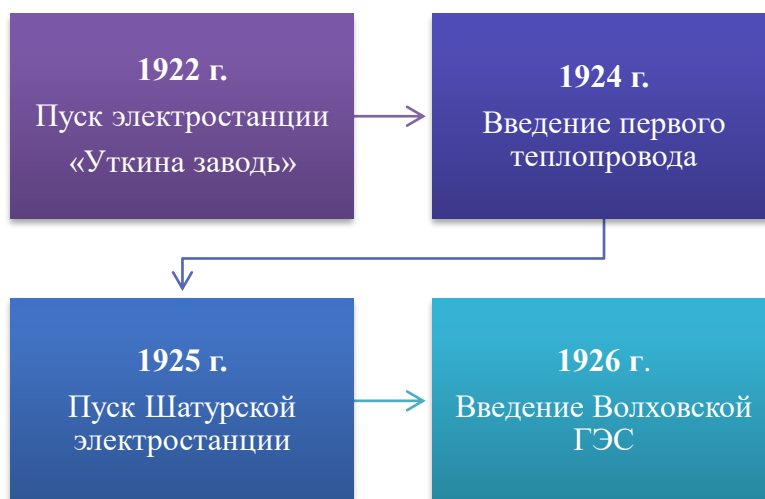 1922 г.
Пуск электростанции
«Уткина заводь»
1924 г.
Введение первого
теплопровода
1925 г.
Пуск Шатурской
электростанции
1926 г.
Введение Волховской
ГЭС